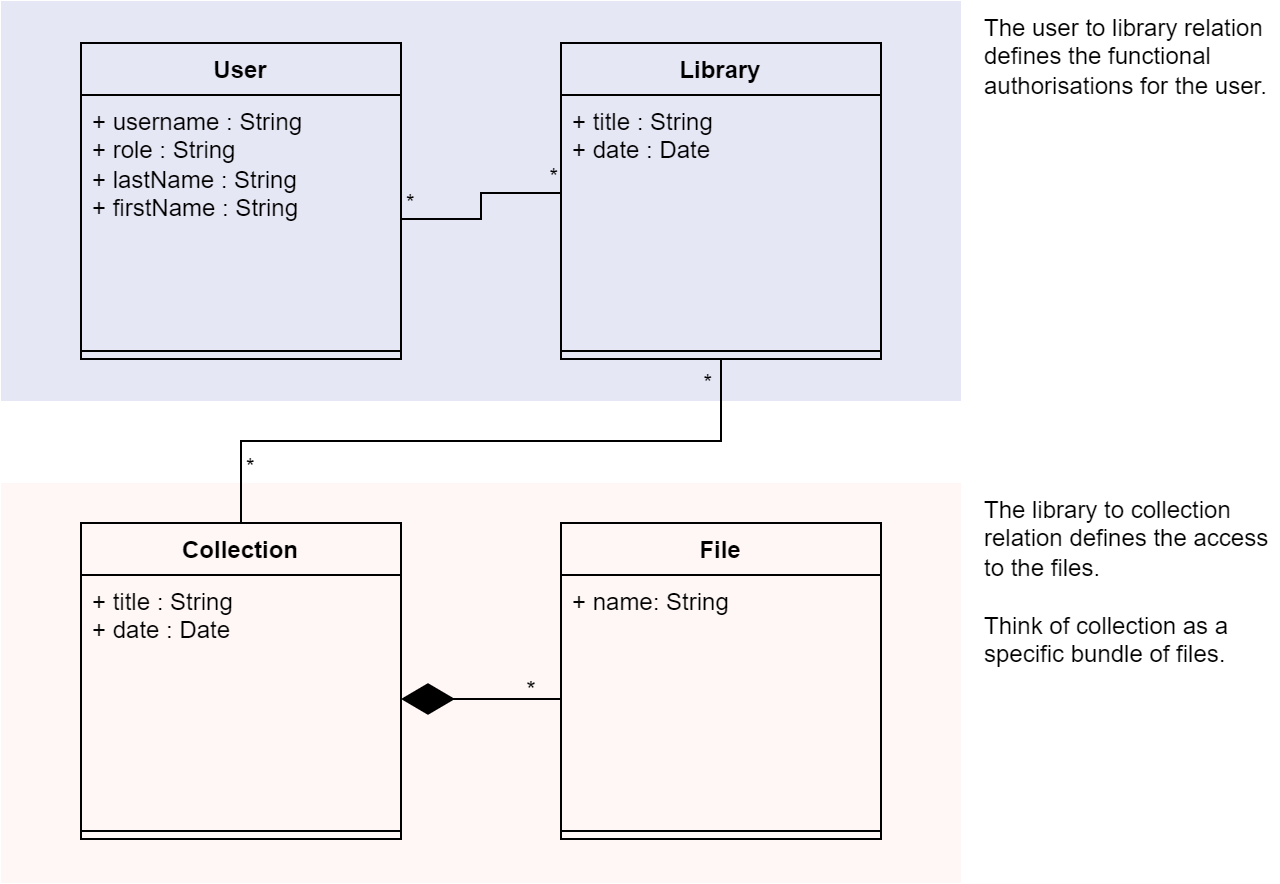 User
+ username : String
+ role : String
+ lastName : String
+ firstName : String
*
*
Library
+ title : String
+ date : Date
*
The user to library relation
defines the functional
authorisations for the user.
*
Collection
+ title : String
+ date : Date
*
File
+ name: String
The library to collection
relation defines the access
to the files.
Think of collection as a
specific bundle of files.